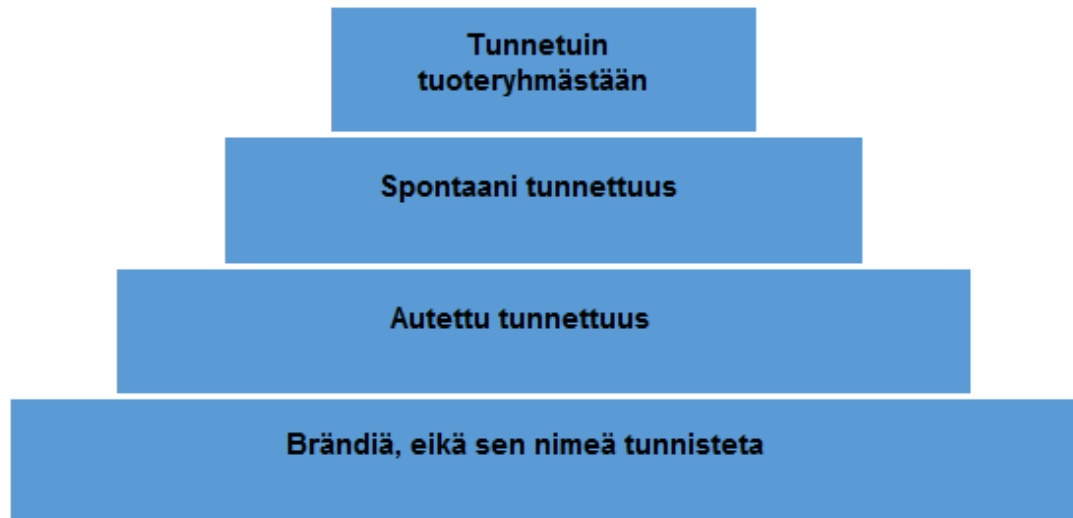 Tunnetuin
tuoteryhmästään
Spontaani tunnettuus
Autettu tunnettuus
Brändiä, eikä sen nimeä tunnisteta